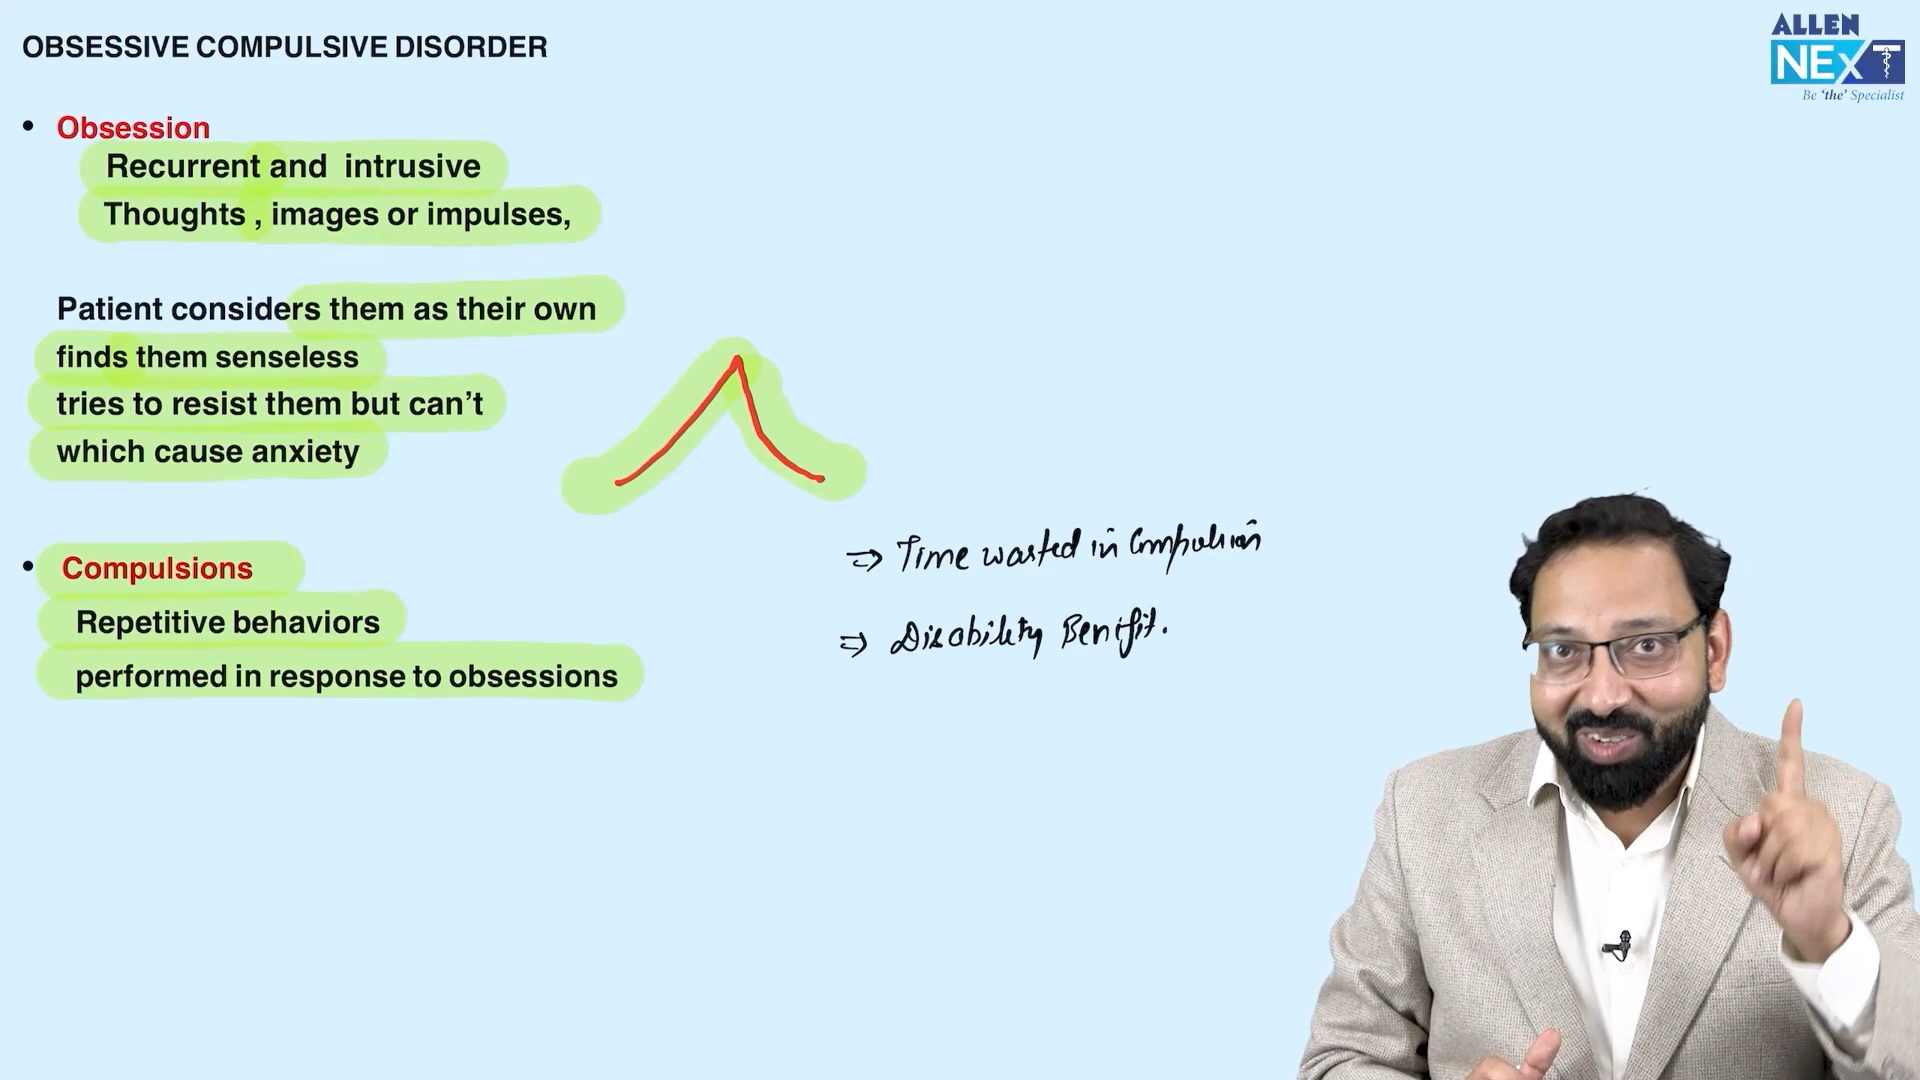 OBSESSIVE COMPULSIVE DISORDER
ALLEN
NEXT
Be 'the' Specialist
• Obsession
Recurrent and intrusive
Thoughts , images or impulses,
Patient considers them as their own
finds them senseless
tries to resist them but can't
which cause anxiety
• Compulsions
Repetitive behaviors
performed in response to obsessions
⇒ Time wasted in Compulsion
⇒ Disability Benifit.